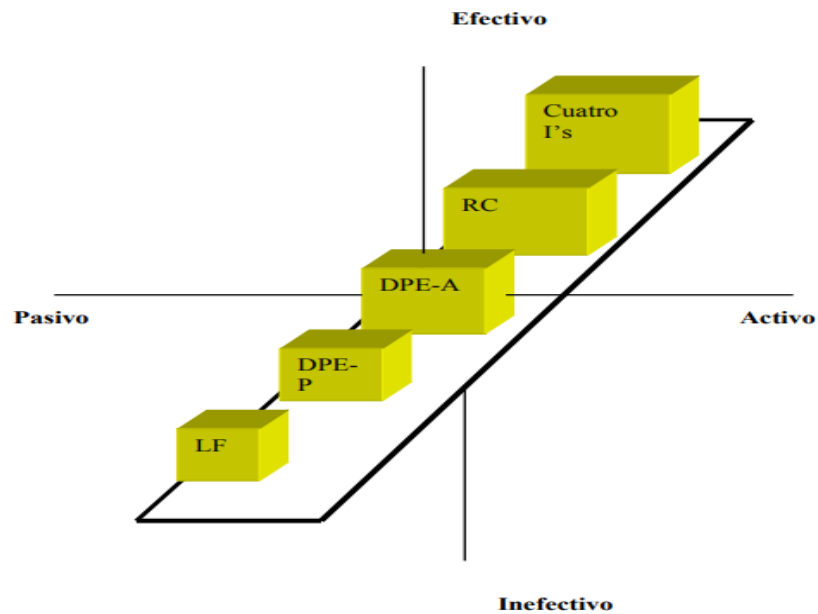 Efectivo
Cuatro
I's
RC
DPE-A
Pasivo
Activo
DPE-
P
LF
Inefectivo